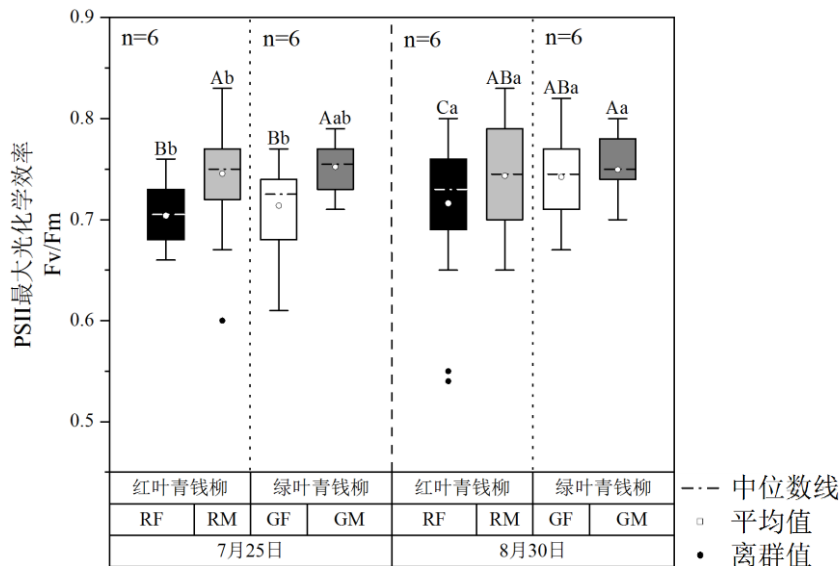 PSII最大光化学效率
Fv/Fm
0.9
0.8
0.7
0.6
0.5
n=6
n=6
n=6
n=6
Bb
Ab
Bb
Aab
Ca
ABa
ABa
Aa
红叶青钱柳
绿叶青钱柳
红叶青钱柳
绿叶青钱柳
RF
RM
GF
GM
RF
RM
GF
GM
7月25日
8月30日
中位数线
平均值
离群值